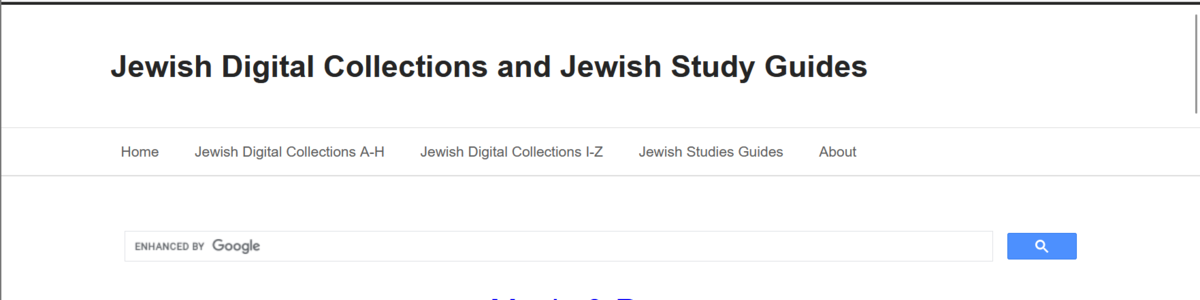 Jewish Digital Collections and Jewish Study Guides
Home Jewish Digital Collections A-H Jewish Digital Collections I-Z Jewish Studies Guides About
ENHANCED BY Google